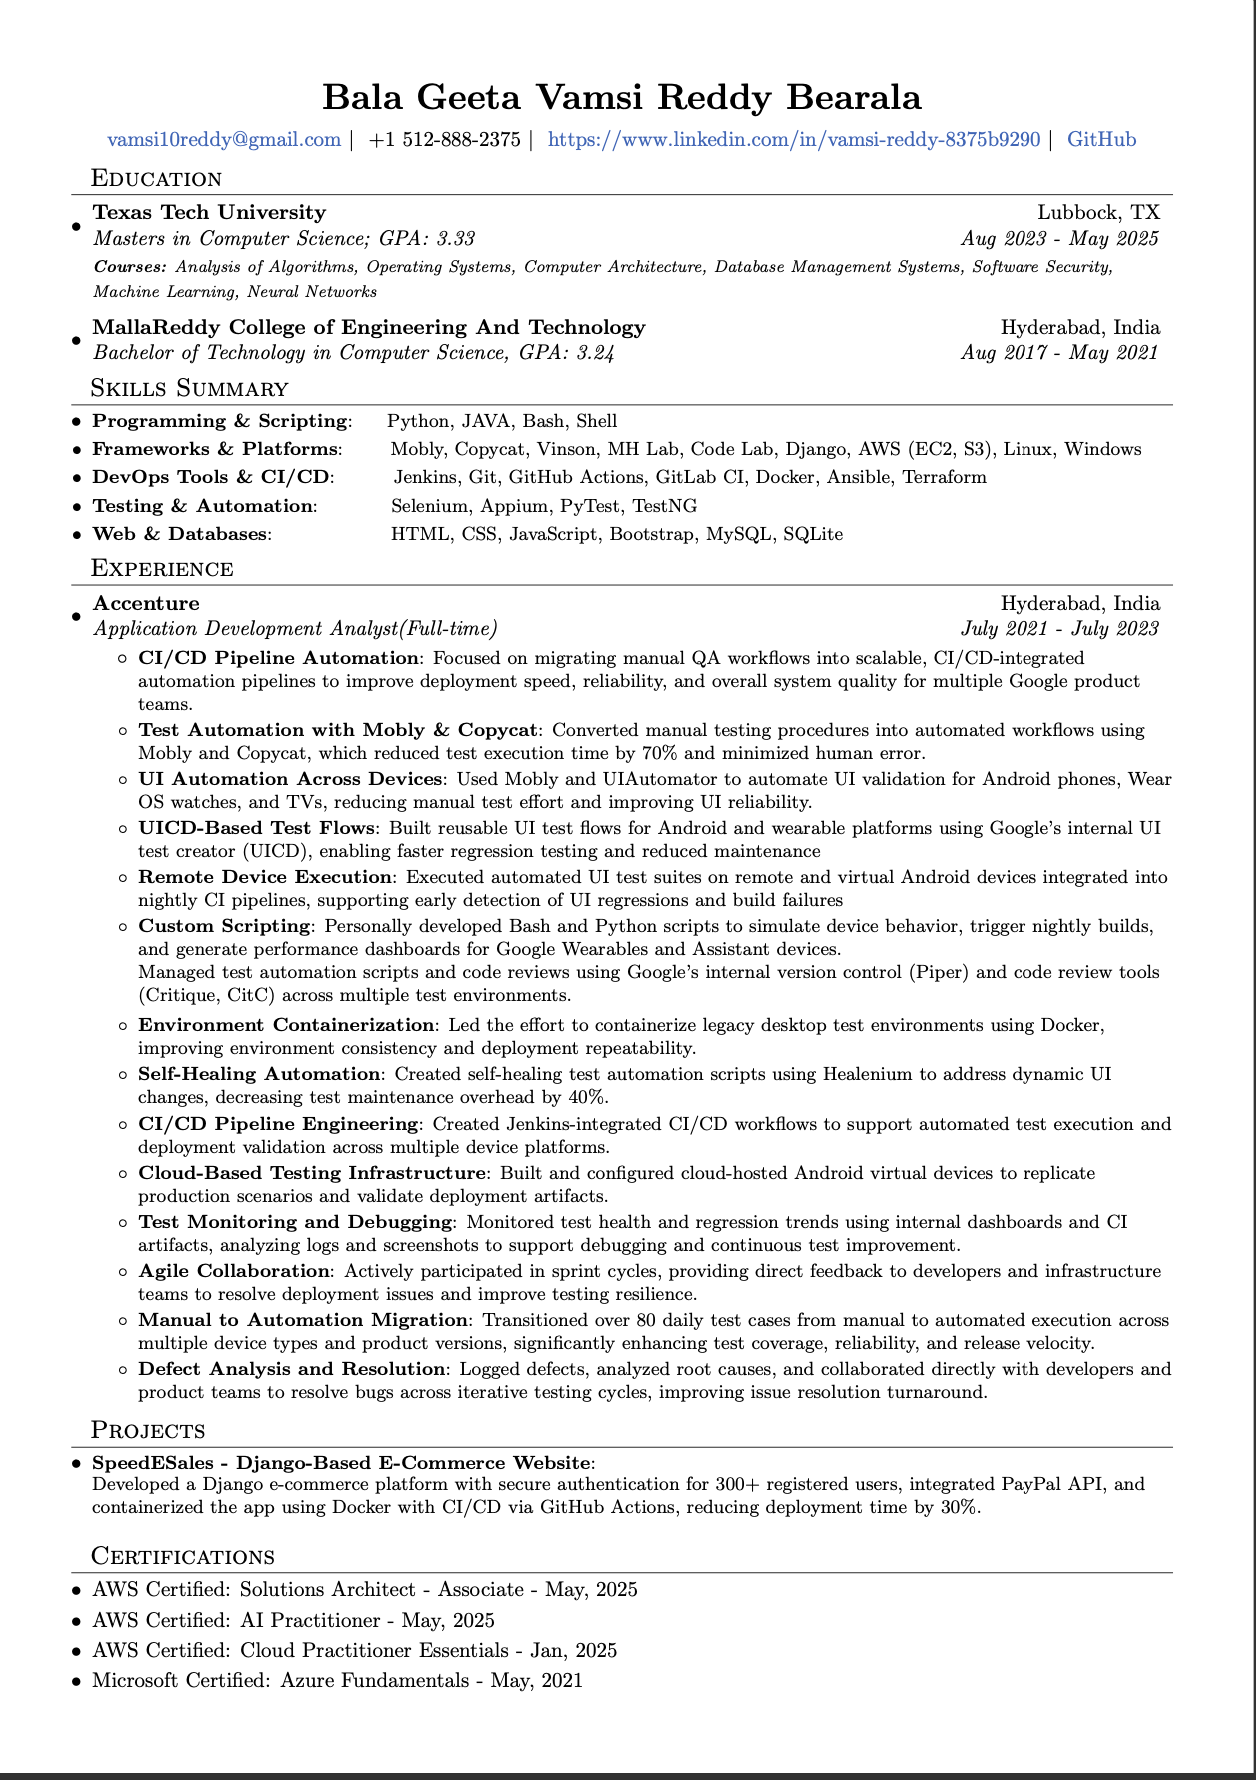 Bala Geeta Vamsi Reddy Bearala
vamsi10reddy@gmail.com | +1 512-888-2375 | https://www.linkedin.com/in/vamsi-reddy-8375b9290 | GitHub
Education
• Texas Tech University Lubbock, TX
Masters in Computer Science; GPA: 3.33 Aug 2023 - May 2025
Courses: Analysis of Algorithms, Operating Systems, Computer Architecture, Database Management Systems, Software Security,
Machine Learning, Neural Networks
• MallaReddy College of Engineering And Technology Hyderabad, India
Bachelor of Technology in Computer Science, GPA: 3.24 Aug 2017 - May 2021
Skills Summary
• Programming & Scripting: Python, JAVA, Bash, Shell
• Frameworks & Platforms: Mobly, Copycat, Vinson, MH Lab, Code Lab, Django, AWS (EC2, S3), Linux, Windows
• DevOps Tools & CI/CD: Jenkins, Git, GitHub Actions, GitLab CI, Docker, Ansible, Terraform
• Testing & Automation: Selenium, Appium, PyTest, TestNG
• Web & Databases: HTML, CSS, JavaScript, Bootstrap, MySQL, SQLite
Experience
• Accenture Hyderabad, India
Application Development Analyst(Full-time) July 2021 - July 2023
◦ CI/CD Pipeline Automation: Focused on migrating manual QA workflows into scalable, CI/CD-integrated
automation pipelines to improve deployment speed, reliability, and overall system quality for multiple Google product
teams.
◦ Test Automation with Mobly & Copycat: Converted manual testing procedures into automated workflows using
Mobly and Copycat, which reduced test execution time by 70% and minimized human error.
◦ UI Automation Across Devices: Used Mobly and UIAutomator to automate UI validation for Android phones, Wear
OS watches, and TVs, reducing manual test effort and improving UI reliability.
◦ UICD-Based Test Flows: Built reusable UI test flows for Android and wearable platforms using Google's internal UI
test creator (UICD), enabling faster regression testing and reduced maintenance
◦ Remote Device Execution: Executed automated UI test suites on remote and virtual Android devices integrated into
nightly CI pipelines, supporting early detection of UI regressions and build failures
◦ Custom Scripting: Personally developed Bash and Python scripts to simulate device behavior, trigger nightly builds,
and generate performance dashboards for Google Wearables and Assistant devices.
Managed test automation scripts and code reviews using Google's internal version control (Piper) and code review tools
(Critique, CitC) across multiple test environments.
◦ Environment Containerization: Led the effort to containerize legacy desktop test environments using Docker,
improving environment consistency and deployment repeatability.
◦ Self-Healing Automation: Created self-healing test automation scripts using Healenium to address dynamic UI
changes, decreasing test maintenance overhead by 40%.
◦ CI/CD Pipeline Engineering: Created Jenkins-integrated CI/CD workflows to support automated test execution and
deployment validation across multiple device platforms.
◦ Cloud-Based Testing Infrastructure: Built and configured cloud-hosted Android virtual devices to replicate
production scenarios and validate deployment artifacts.
◦ Test Monitoring and Debugging: Monitored test health and regression trends using internal dashboards and CI
artifacts, analyzing logs and screenshots to support debugging and continuous test improvement.
◦ Agile Collaboration: Actively participated in sprint cycles, providing direct feedback to developers and infrastructure
teams to resolve deployment issues and improve testing resilience.
◦ Manual to Automation Migration: Transitioned over 80 daily test cases from manual to automated execution across
multiple device types and product versions, significantly enhancing test coverage, reliability, and release velocity.
◦ Defect Analysis and Resolution: Logged defects, analyzed root causes, and collaborated directly with developers and
product teams to resolve bugs across iterative testing cycles, improving issue resolution turnaround.
Projects
• SpeedESales - Django-Based E-Commerce Website:
Developed a Django e-commerce platform with secure authentication for 300+ registered users, integrated PayPal API, and
containerized the app using Docker with CI/CD via GitHub Actions, reducing deployment time by 30%.
Certifications
• AWS Certified: Solutions Architect - Associate - May, 2025
• AWS Certified: AI Practitioner - May, 2025
• AWS Certified: Cloud Practitioner Essentials - Jan, 2025
• Microsoft Certified: Azure Fundamentals - May, 2021